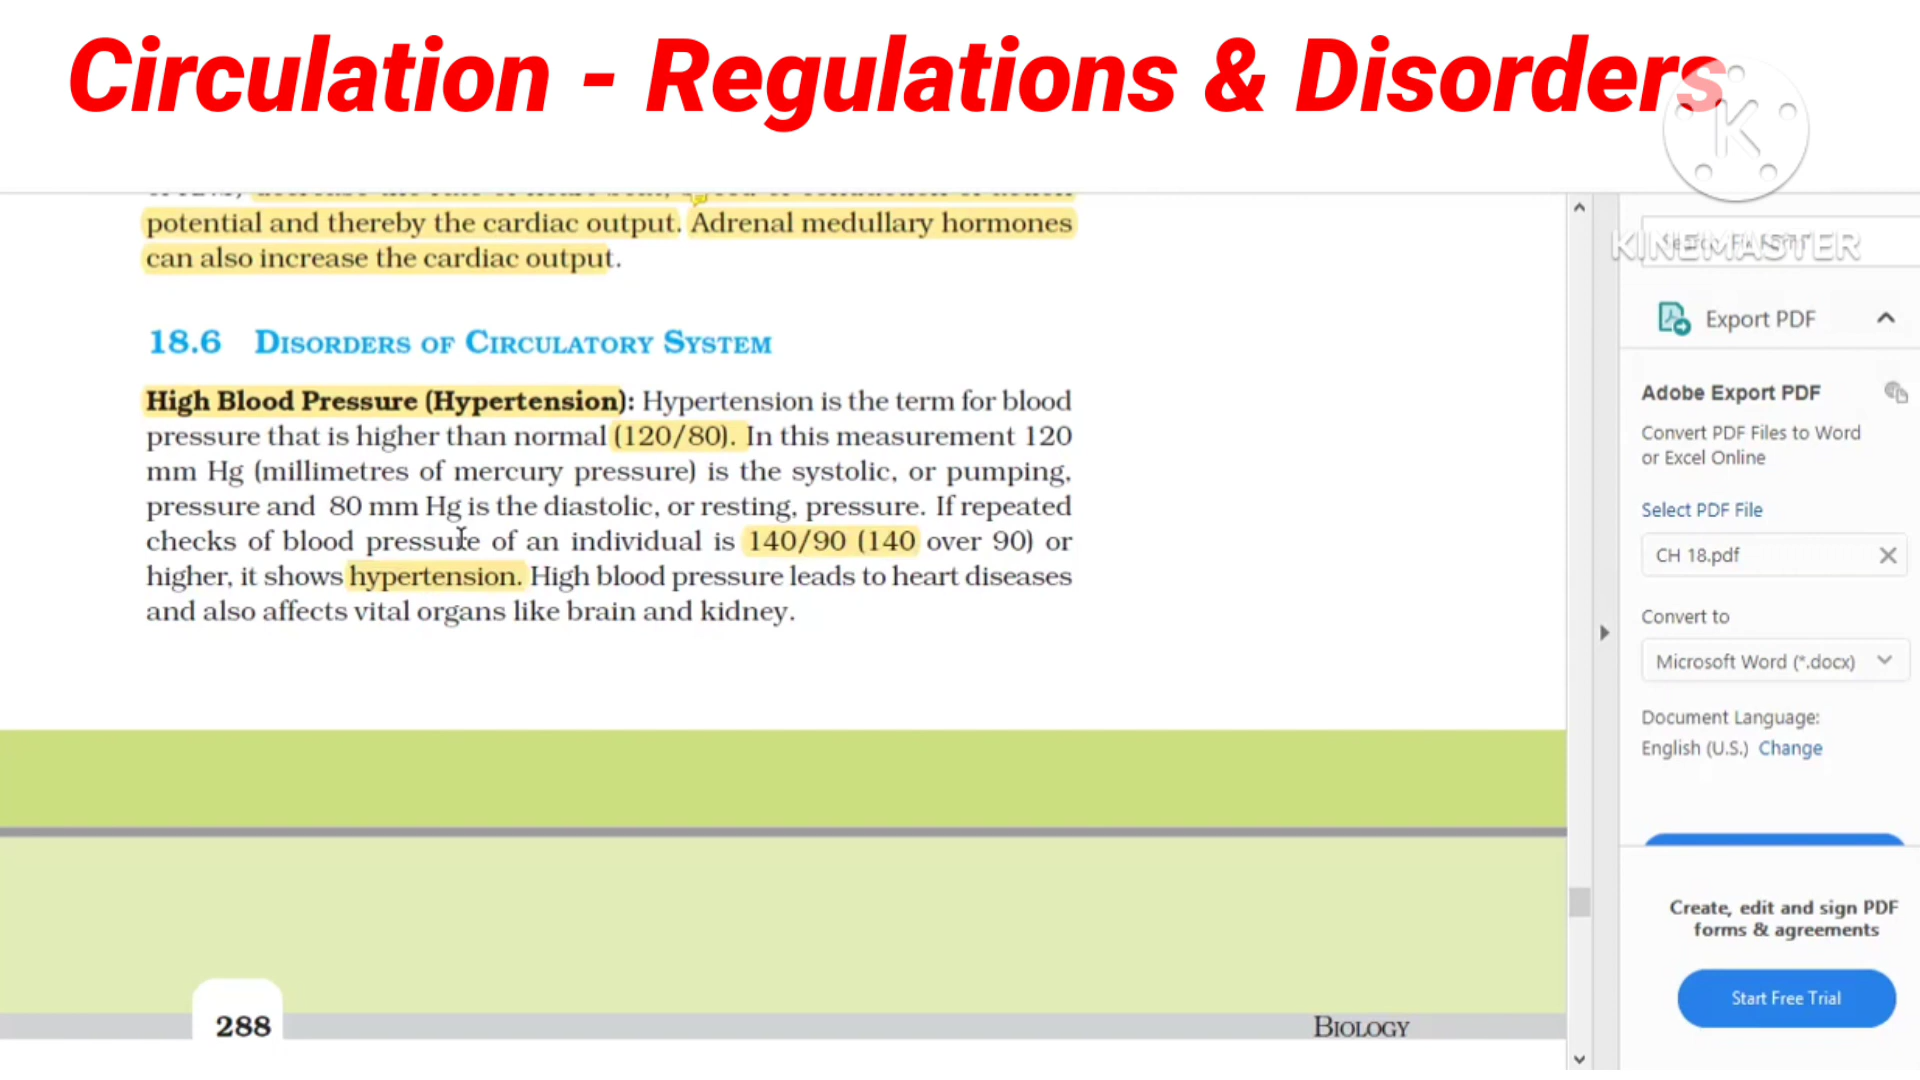 Circulation - Regulations & Disorders
K
KINEMASTER
potential and thereby the cardiac output. Adrenal medullary hormones
can also increase the cardiac output.
18.6 DISORDERS OF CIRCULATORY SYSTEM
High Blood Pressure (Hypertension): Hypertension is the term for blood
pressure that is higher than normal (120/80). In this measurement 120
mm Hg (millimetres of mercury pressure) is the systolic, or pumping,
pressure and 80 mm Hg is the diastolic, or resting, pressure. If repeated
checks of blood pressure of an individual is 140/90 (140 over 90) or
higher, it shows hypertension. High blood pressure leads to heart diseases
and also affects vital organs like brain and kidney.
288
BIOLOGY
Export PDF
Adobe Export PDF
Convert PDF Files to Word
or Excel Online
Select PDF File
CH 18.pdf
Convert to
Microsoft Word (*.docx)
Document Language:
English (U.S.) Change
Create, edit and sign PDF
forms & agreements
Start Free Trial